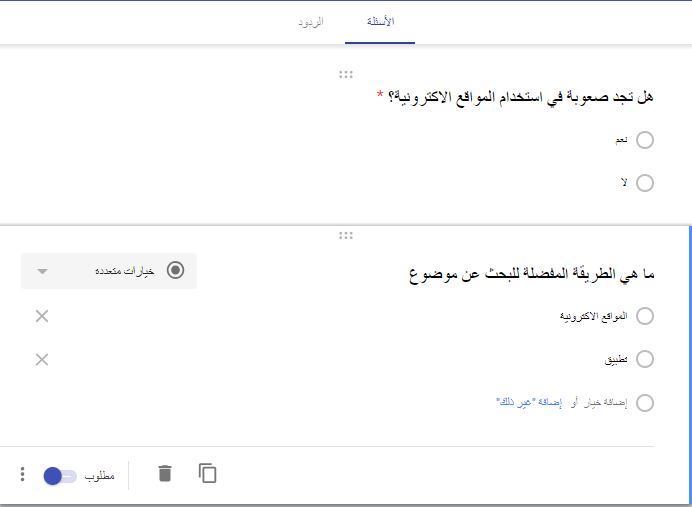 الأسئلة الردود
هل تجد صعوبة في استخدام المواقع الاكترونية؟ *
نعم
لا
ما هي الطريقة المفضلة للبحث عن موضوع
خيارات متعددة
المواقع الاكترونية
تطبيق
إضافة خيار أو إضافة "غير ذلك"
مطلوب